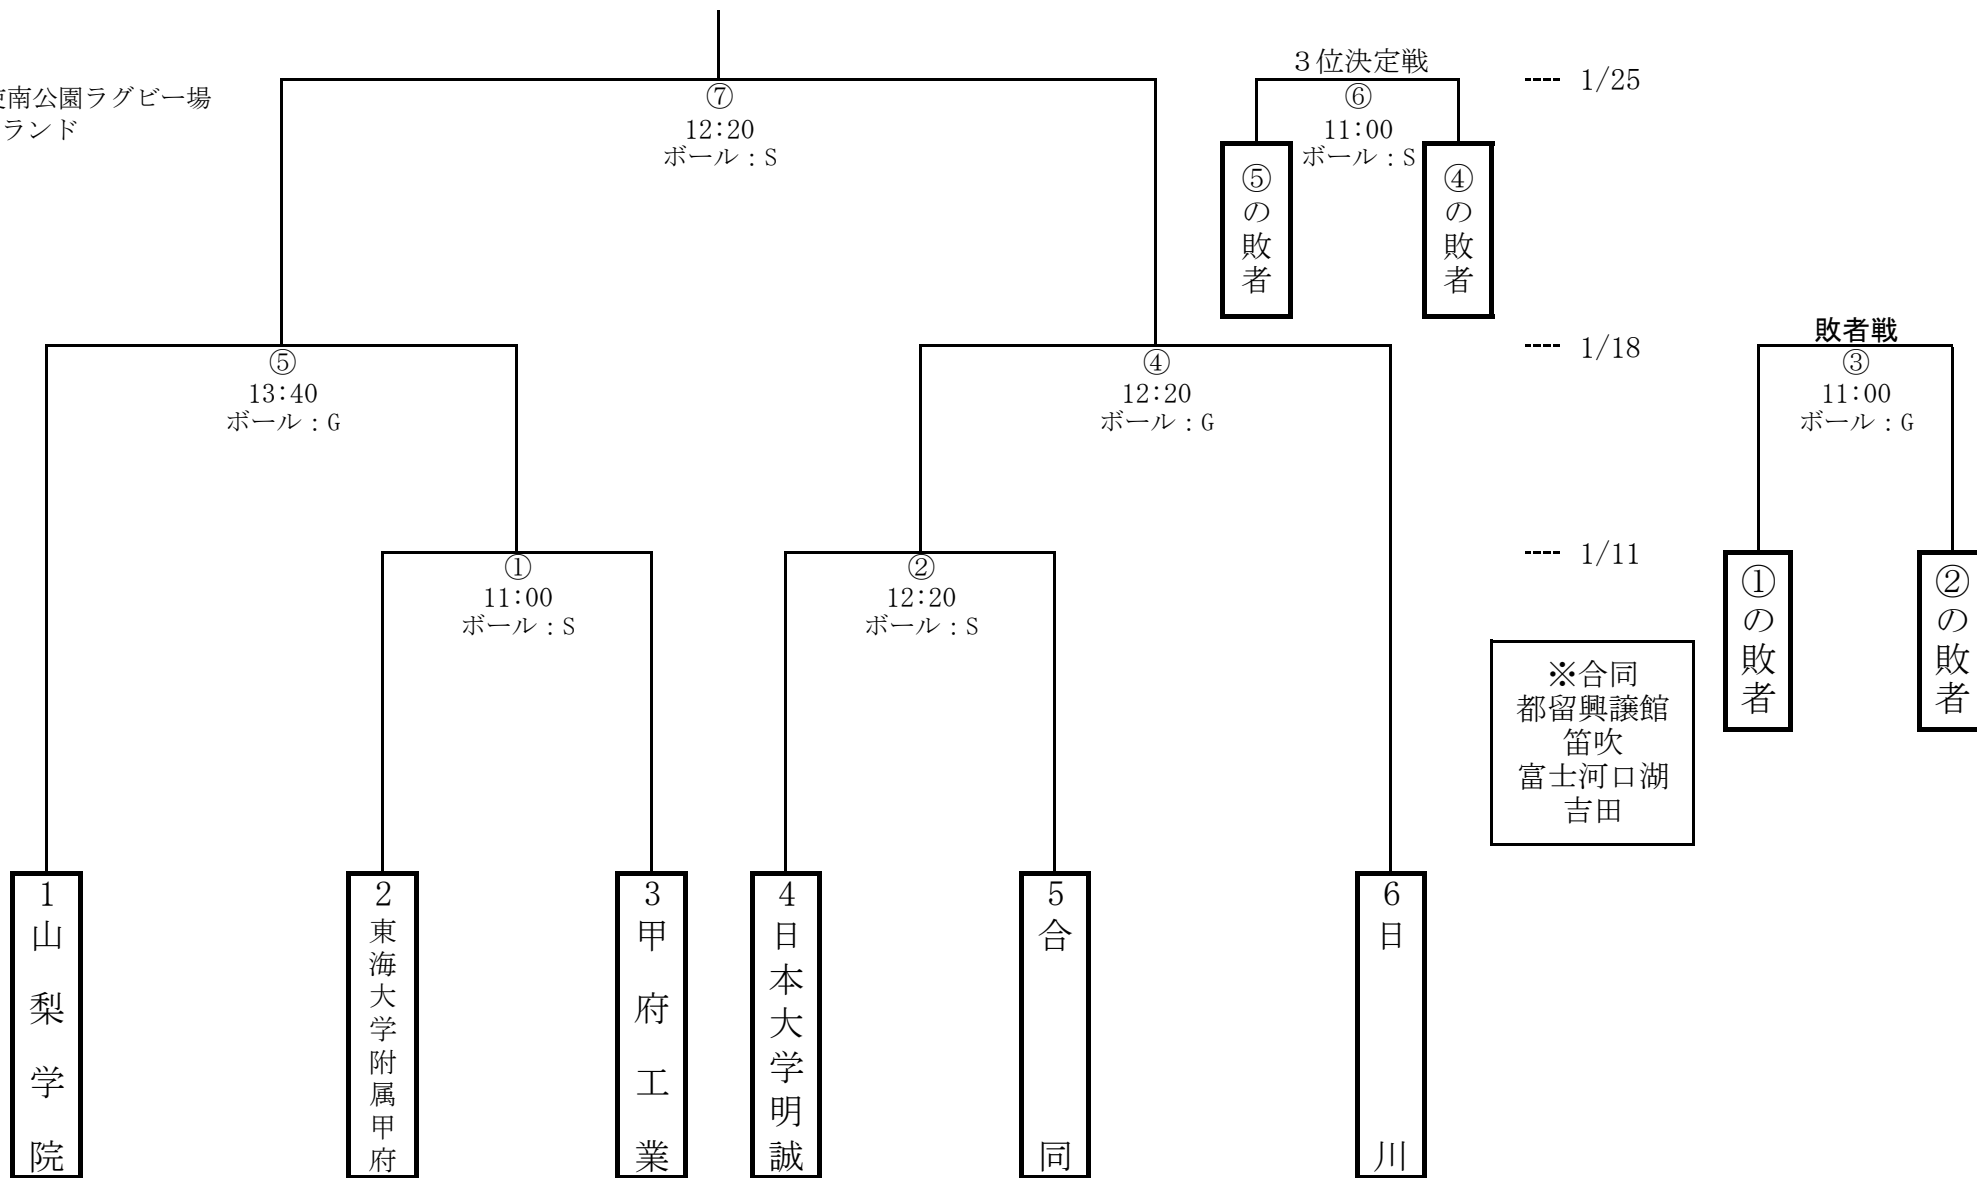 ３位決定戦
---- 1/25
南公園ラグビー場
ランド
⑦
12:20
ボール：S
⑥
11:00
ボール：S
⑤の敗者
④の敗者
---- 1/18
敗者戦
⑤
13:40
ボール：G
④
12:20
ボール：G
③
11:00
ボール：G
---- 1/11
①
11:00
ボール：S
②
12:20
ボール：S
①の敗者
②の敗者
※合同
都留興譲館
笛吹
富士河口湖
吉田
1山梨学院
2東海大学附属甲府
3甲府工業
4日本大学明誠
5合同
6日川